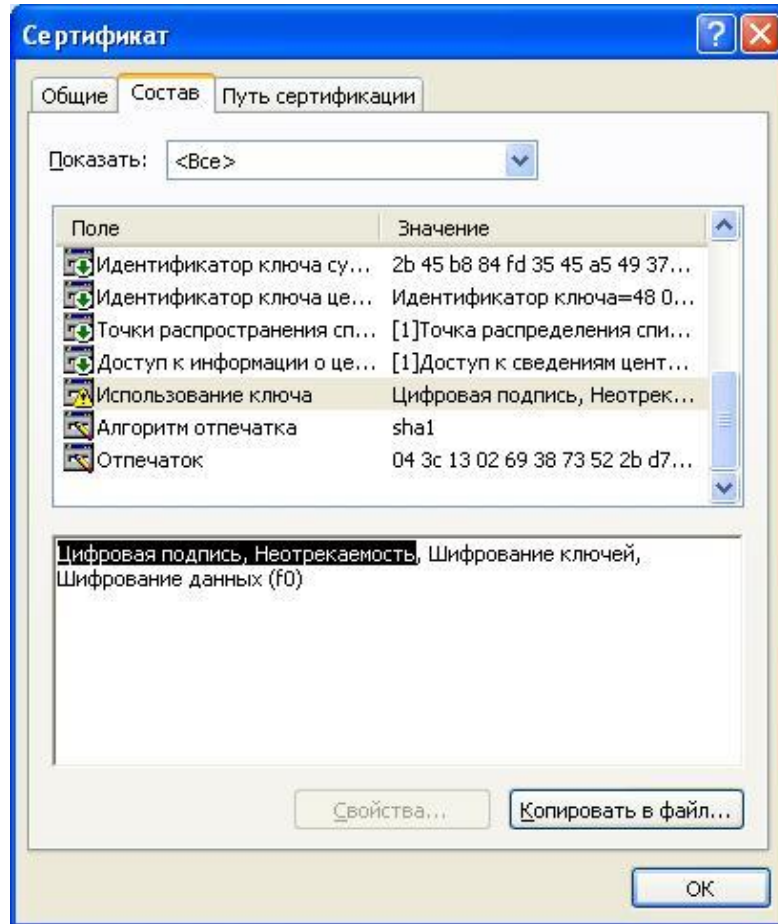 Сертификат
Общие Состав Путь сертификации
Показать: <Все>
Поле Значение
Идентификатор ключа су... 2b 45 b8 84 fd 35 45 a5 49 37...
Идентификатор ключа це... Идентификатор ключа=48 0...
Точки распространения сп... [1]Точка распределения спи...
Доступ к информации о це... [1]Доступ к сведениям цент...
Использование ключа Цифровая подпись, Неотрек...
Алгоритм отпечатка sha1
Отпечаток 04 3c 13 02 69 38 73 52 2b d7...
Цифровая подпись, Неотрекаемость, Шифрование ключей,
Шифрование данных (f0)
Свойства... Копировать в файл...
ОК